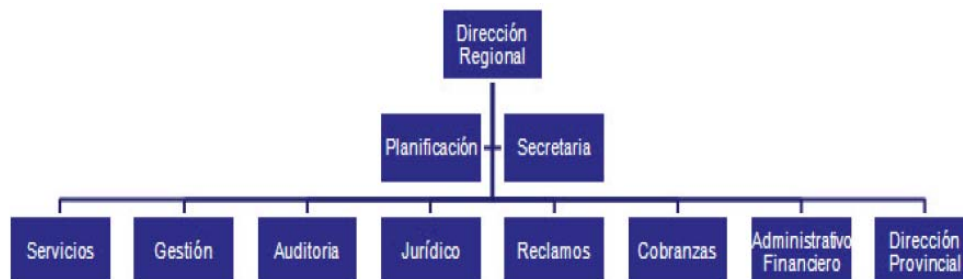 Dirección
Regional
Planificación
Secretaria
Servicios
Gestión
Auditoria
Jurídico
Reclamos
Cobranzas
Administrativo
Financiero
Dirección
Provincial